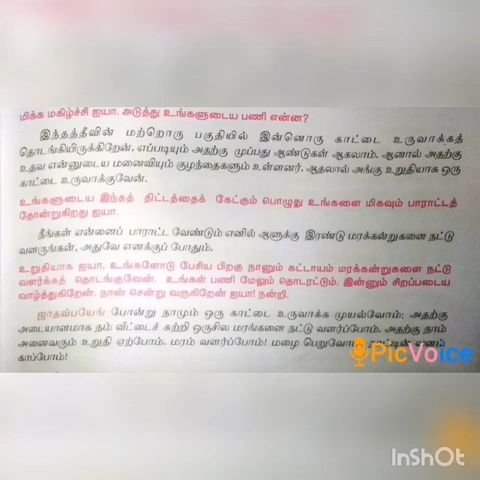 மிக்க மகிழ்ச்சி ஐயா. அடுத்து உங்களுடைய பணி என்ன?
இந்தத்தீவின் மற்றொரு பகுதியில் இன்னொரு காட்டை உருவாக்கத்
தொடங்கியிருக்கிறேன். எப்படியும் அதற்கு முப்பது ஆண்டுகள் ஆகலாம். ஆனால் அதற்கு
உதவ என்னுடைய மனைவியும் குழந்தைகளும் உள்ளனர். ஆதலால் அங்கு உறுதியாக ஒரு
காட்டை உருவாக்குவேன்.
உங்களுடைய இந்தத் திட்டத்தைக் கேட்கும் பொழுது உங்களை மிகவும் பாராட்டத்
தோன்றுகிறது ஐயா.
நீங்கள் என்னைப் பாராட்ட வேண்டும் எனில் ஆளுக்கு இரண்டு மரக்கன்றுகளை நட்டு
வளருங்கள். அதுவே எனக்குப் போதும்.
உறுதியாக ஐயா, உங்களோடு பேசிய பிறகு நானும் கட்டாயம் மரக்கன்றுகளை நட்டு
வளர்க்கத் தொடங்குவேன். உங்கள் பணி மேலும் தொடரட்டும். இன்னும் சிறப்படைய
வாழ்த்துகிறேன். நான் சென்று வருகிறேன் ஐயா! நன்றி.
ஜாதவ்பயேங் போன்று நாமும் ஒரு காட்டை உருவாக்க முயல்வோம்; அதற்கு
அடையாளமாக தம் வீட்டைச் சுற்றி ஒருசில மரங்களை நட்டு வளர்ப்போம். அதற்கு நாம்
அனைவரும் உறுதி ஏற்போம். மரம் வளர்ப்போம்! மழை
காப்போம்!
PicVoice
InShOt